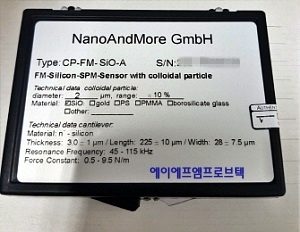 NanoAndMore GmbH
Type: CP-FM- SiO-A S/N:
FM-Silicon-SPM-Sensor with colloidal particle
Technical data colloidal particle:
diameter: 2 µm, range: ± 10 %
Material: ☒SiO □gold □PS □PMMA □borosilicate glass
□other:
Technical data cantilever:
Material: n⁺- silicon
Thickness: 3.0 ± 1 µm / Length: 225 ± 10 µm / Width: 28 ± 7.5 µm
Resonance Frequency: 45 - 115 kHz
Force Constant: 0.5 - 9.5 N/m
에이에프엠프로브텍